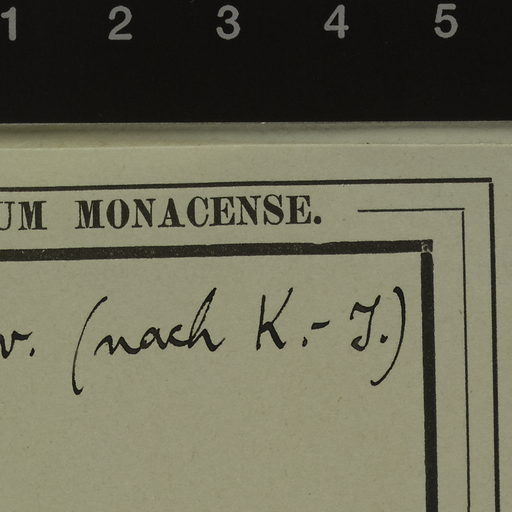 1 2 3 4 5
UM MONACENSE.
v. (nach K.- J.)